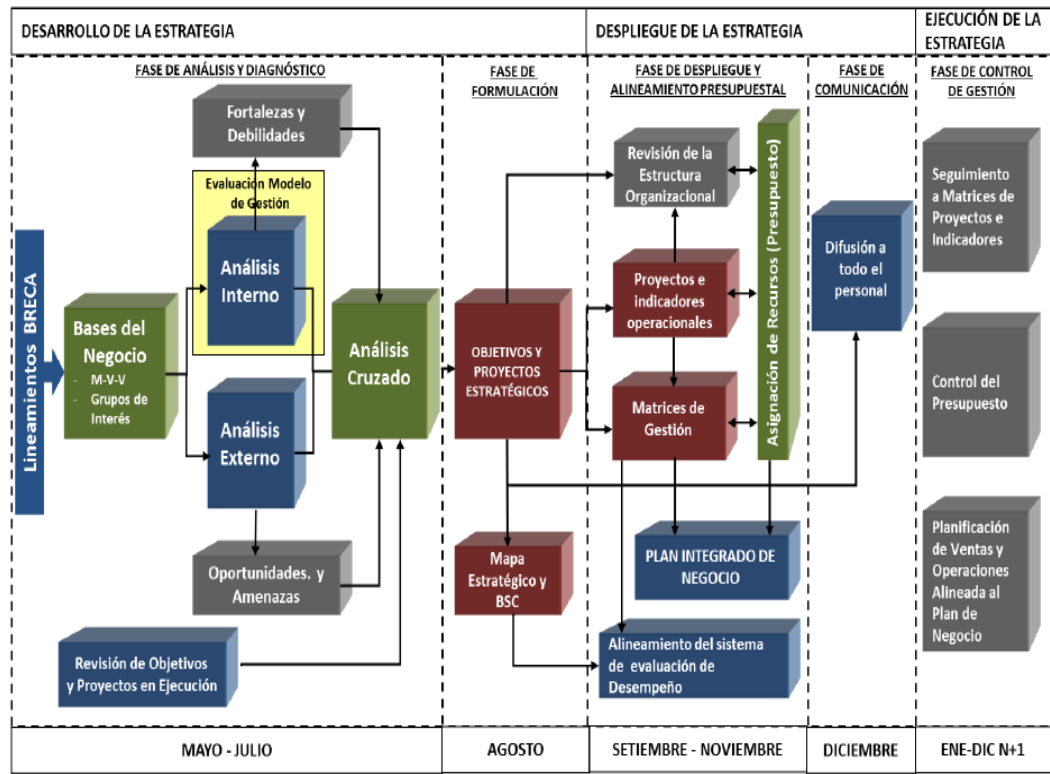 DESARROLLO DE LA ESTRATEGIA
DESPLIEGUE DE LA ESTRATEGIA
EJECUCIÓN DE LA
ESTRATEGIA
FASE DE ANÁLISIS Y DIAGNÓSTICO
FASE DE
FORMULACIÓN
FASE DE DESPLIEGUE Y
ALINEAMIENTO PRESUPUESTAL
FASE DE
COMUNICACIÓN
FASE DE CONTROL
DE GESTIÓN
Lineamientos BRECA
Bases del
Negocio
- M-V-V
- Grupos de
Interés
Fortalezas y
Debilidades
Evaluación Modelo
de Gestión
Análisis
Interno
Análisis
Externo
Oportunidades. y
Amenazas
Revisión de Objetivos
y Proyectos en Ejecución
Análisis
Cruzado
OBJETIVOS Y
PROYECTOS
ESTRATÉGICOS
Mapa
Estratégico y
BSC
Revisión de la
Estructura
Organizacional
Proyectos e
indicadores
operacionales
Matrices de
Gestión
Asignación de Recursos (Presupuesto)
PLAN INTEGRADO DE
NEGOCIO
Alineamiento del sistema
de evaluación de
Desempeño
Difusión a
todo el
personal
Seguimiento
a Matrices de
Proyectos e
Indicadores
Control del
Presupuesto
Planificación
de Ventas y
Operaciones
Alineada al
Plan de
Negocio
MAYO - JULIO
AGOSTO
SETIEMBRE - NOVIEMBRE
DICIEMBRE
ENE-DIC N+1